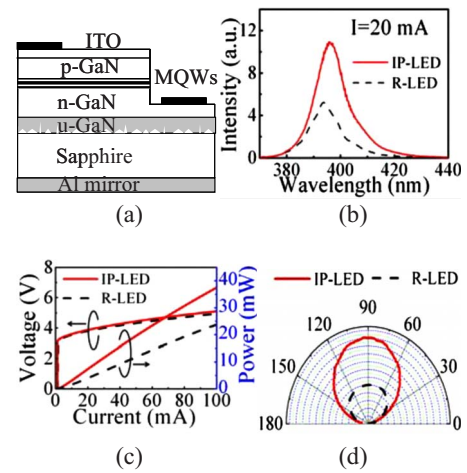 ITO
p-GaN
MQWs
n-GaN
u-GaN
Sapphire
Al mirror
(a)
I=20 mA
IP-LED
R-LED
Intensity (a.u.)
12
8
4
0
380 400 420 440
Wavelength (nm)
(b)
IP-LED
R-LED
Voltage (V)
8
6
4
2
0
Power (mW)
40
30
20
10
0
0 20 40 60 80 100
Current (mA)
(c)
IP-LED R-LED
90
120 60
150 30
180 0
(d)